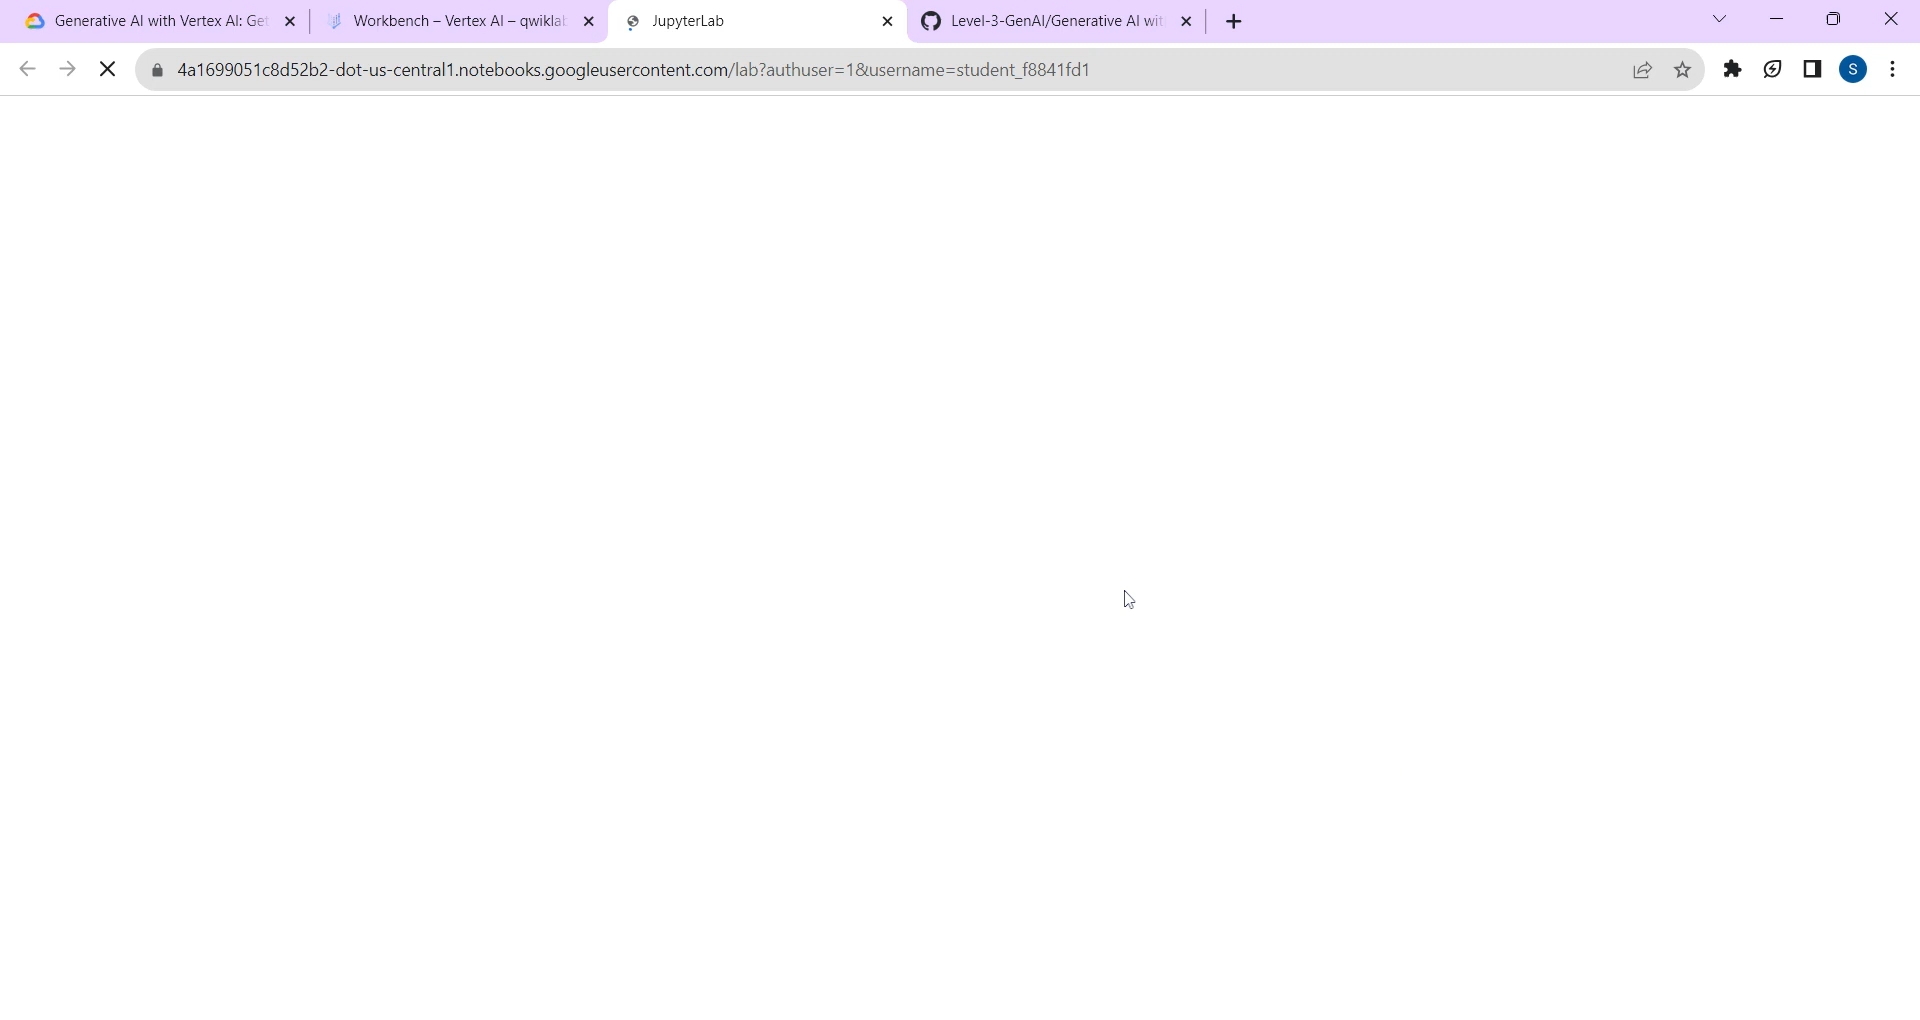 Generative AI with Vertex AI: Get
Workbench – Vertex AI – qwiklab
JupyterLab
Level-3-GenAI/Generative AI wit
4a1699051c8d52b2-dot-us-central1.notebooks.googleusercontent.com/lab?authuser=1&username=student_f8841fd1
S